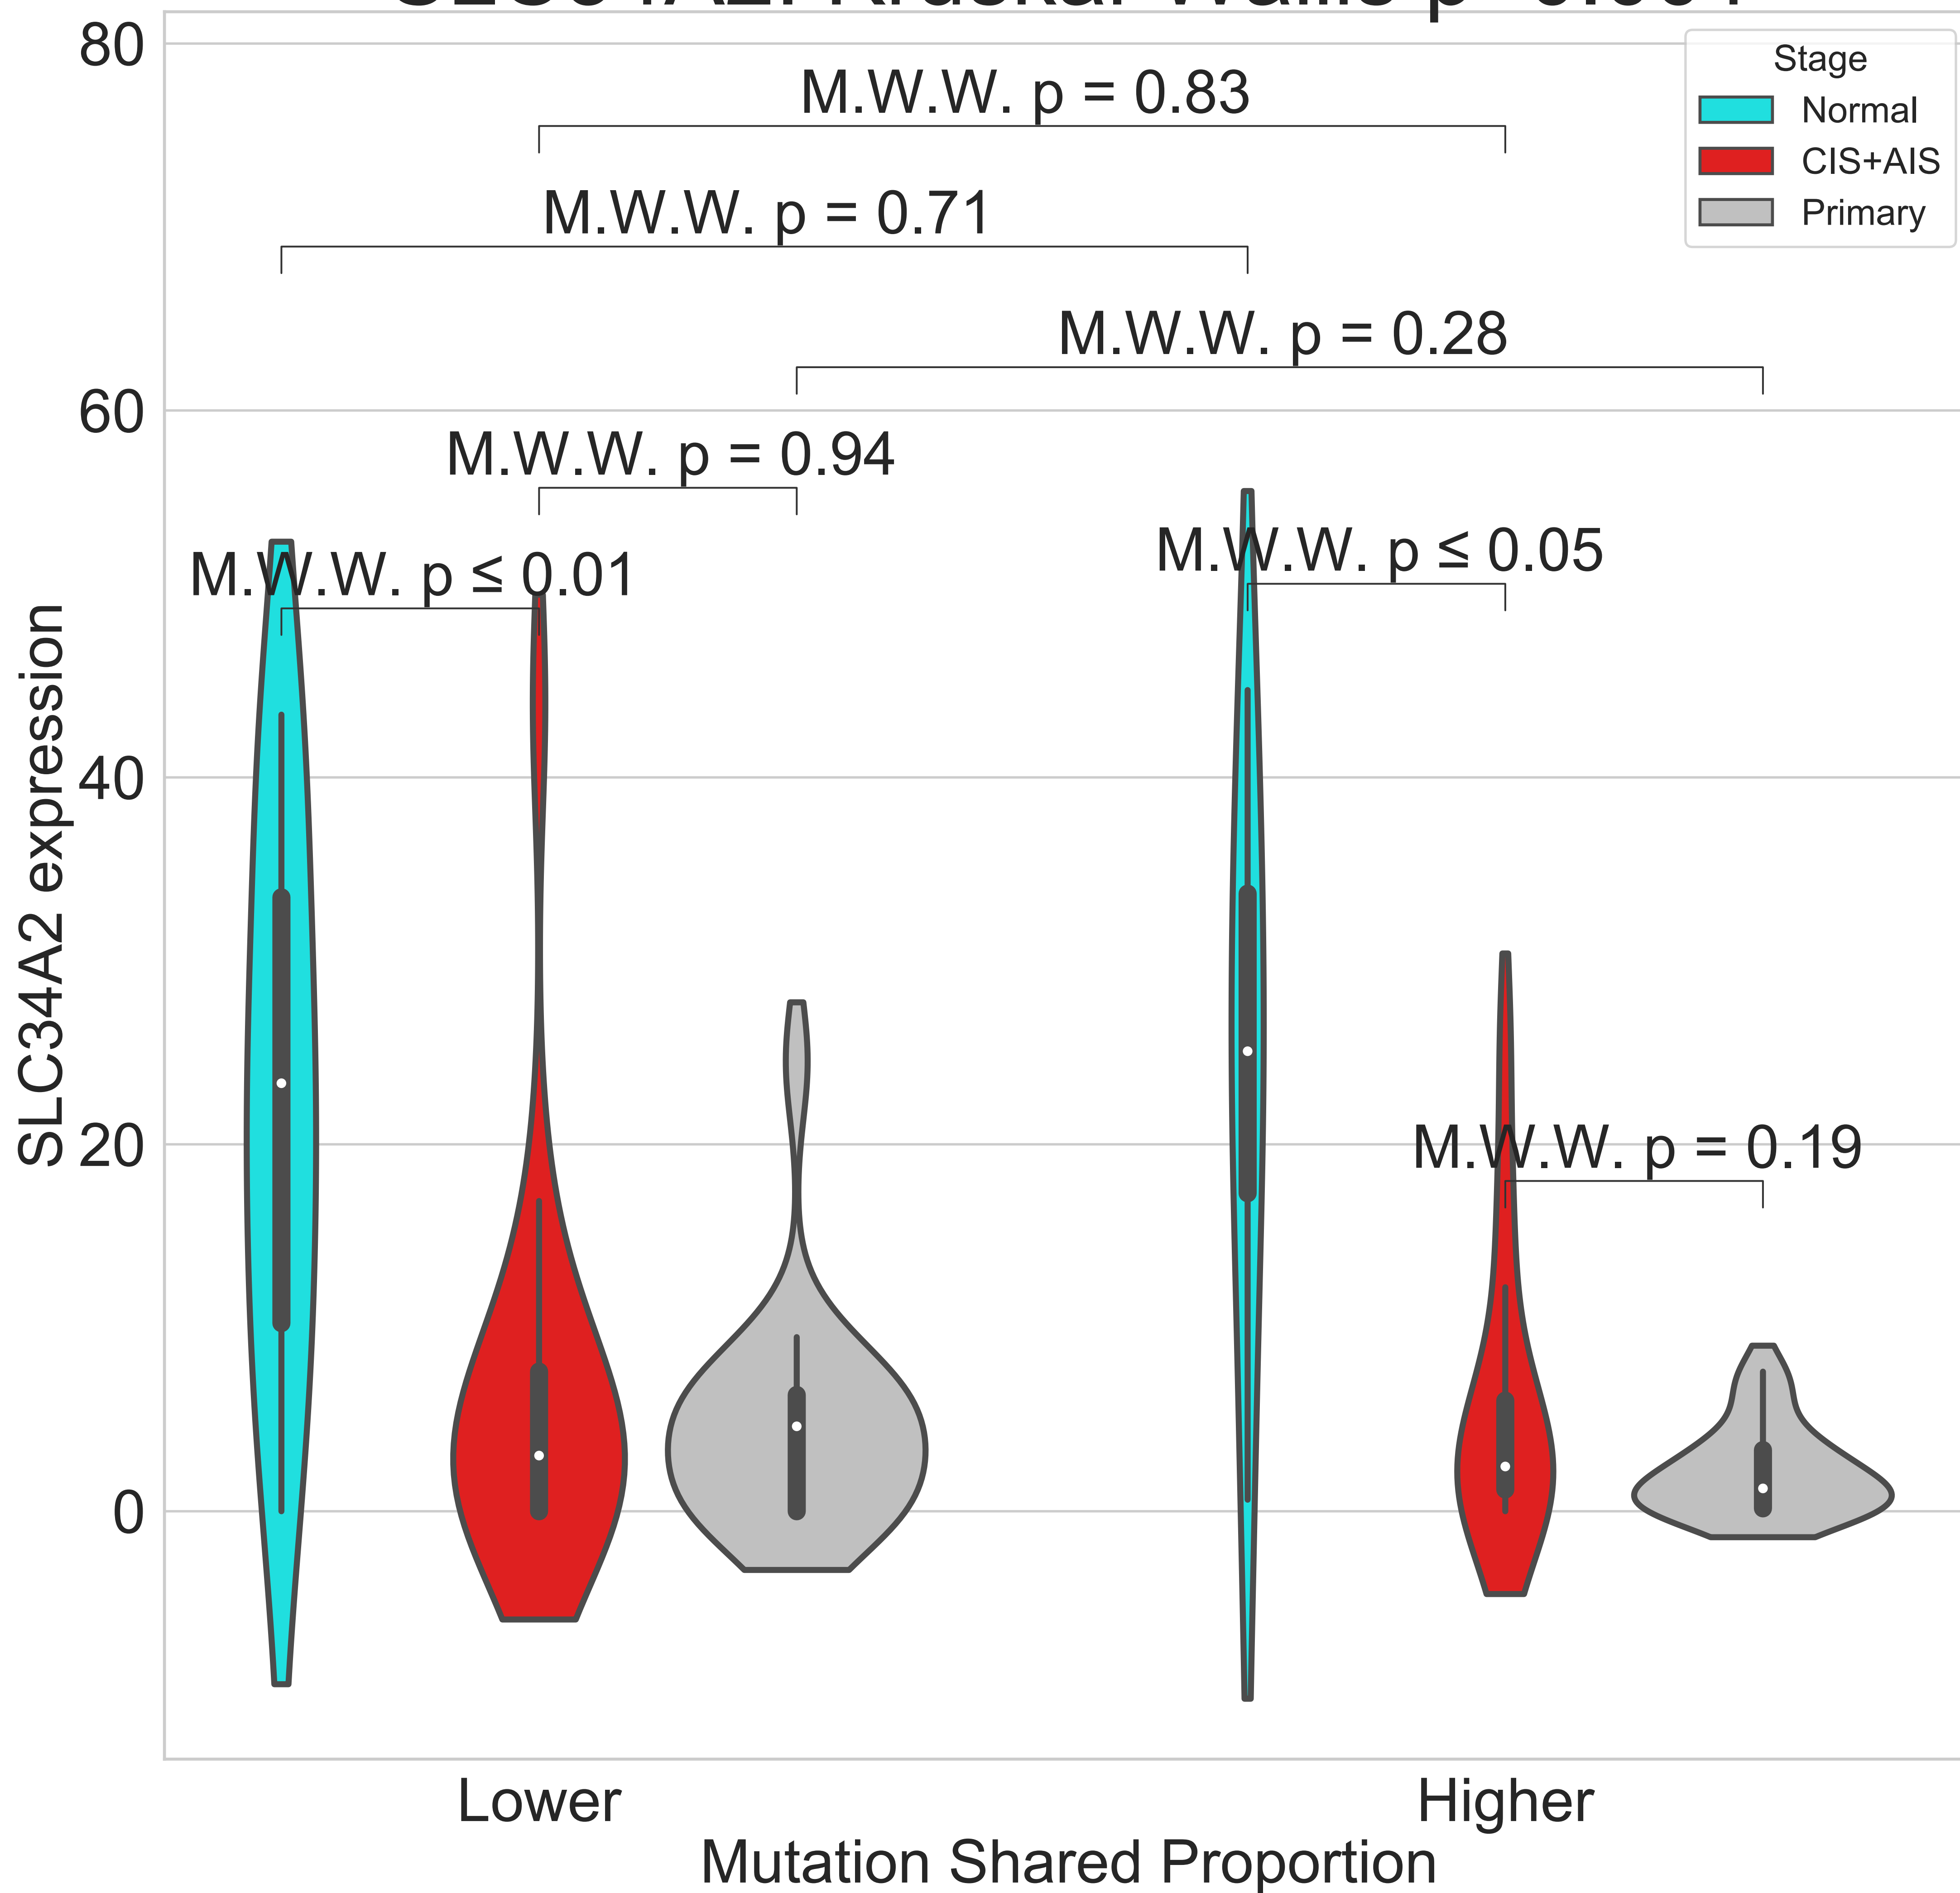 80
Stage
M.W.W. p = 0.83
Normal
CIS+AIS
M.W.W. p = 0.71
Primary
M.W.W. p = 0.28
60
M.W.W. p = 0.94
M.W.W. p ≤ 0.05
M.W.W. p ≤ 0.01
SLC34A2 expression
40
20
M.W.W. p = 0.19
0
Lower
Higher
Mutation Shared Proportion